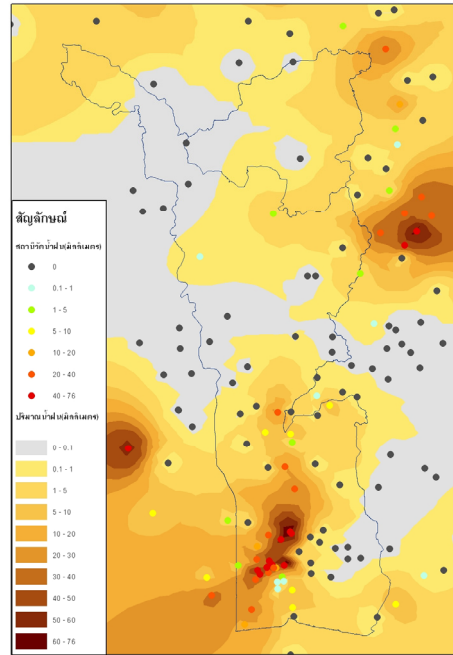 สัญลักษณ์
สถานีวัดน้ำฝน(มิลลิเมตร)
0
0.1 - 1
1 - 5
5 - 10
10 - 20
20 - 40
40 - 76
ปริมาณน้ำฝน(มิลลิเมตร)
0 - 0.1
0.1 - 1
1 - 5
5 - 10
10 - 20
20 - 30
30 - 40
40 - 50
50 - 60
60 - 76